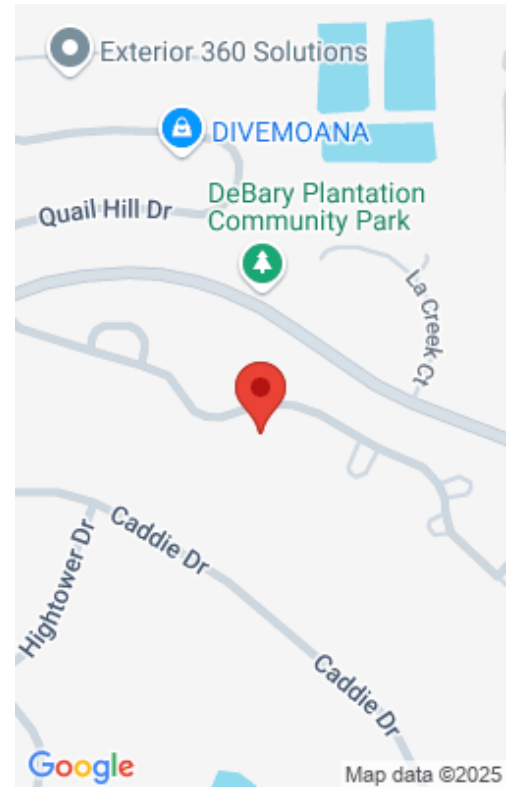 Exterior 360 Solutions
DIVEMOANA
DeBary Plantation
Community Park
Quail Hill Dr
La Creek Ct
Caddie Dr
Hightower Dr
Caddie Dr
Google
Map data ©2025